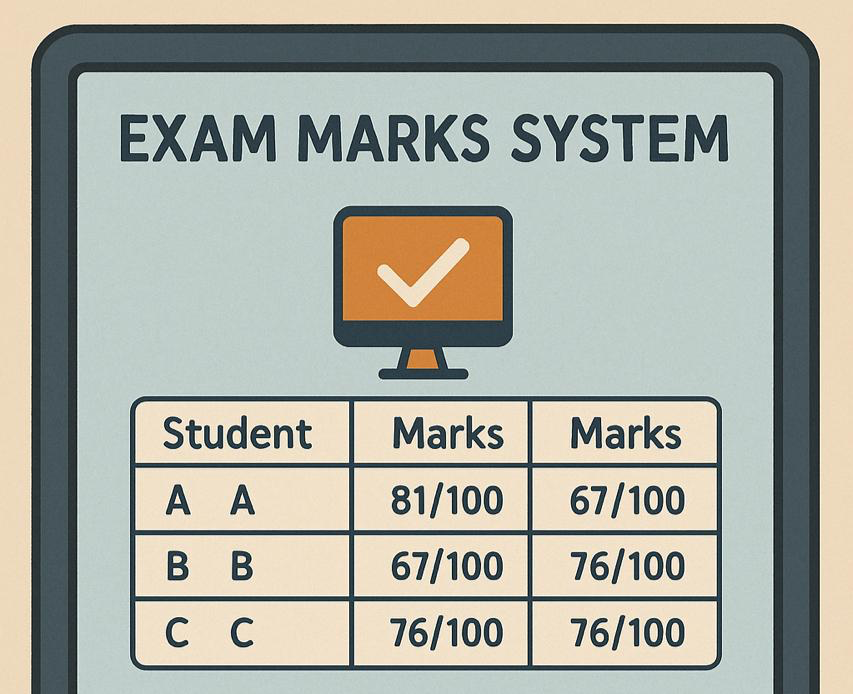 EXAM MARKS SYSTEM
Student Marks Marks
A A 81/100 67/100
B B 67/100 76/100
C C 76/100 76/100